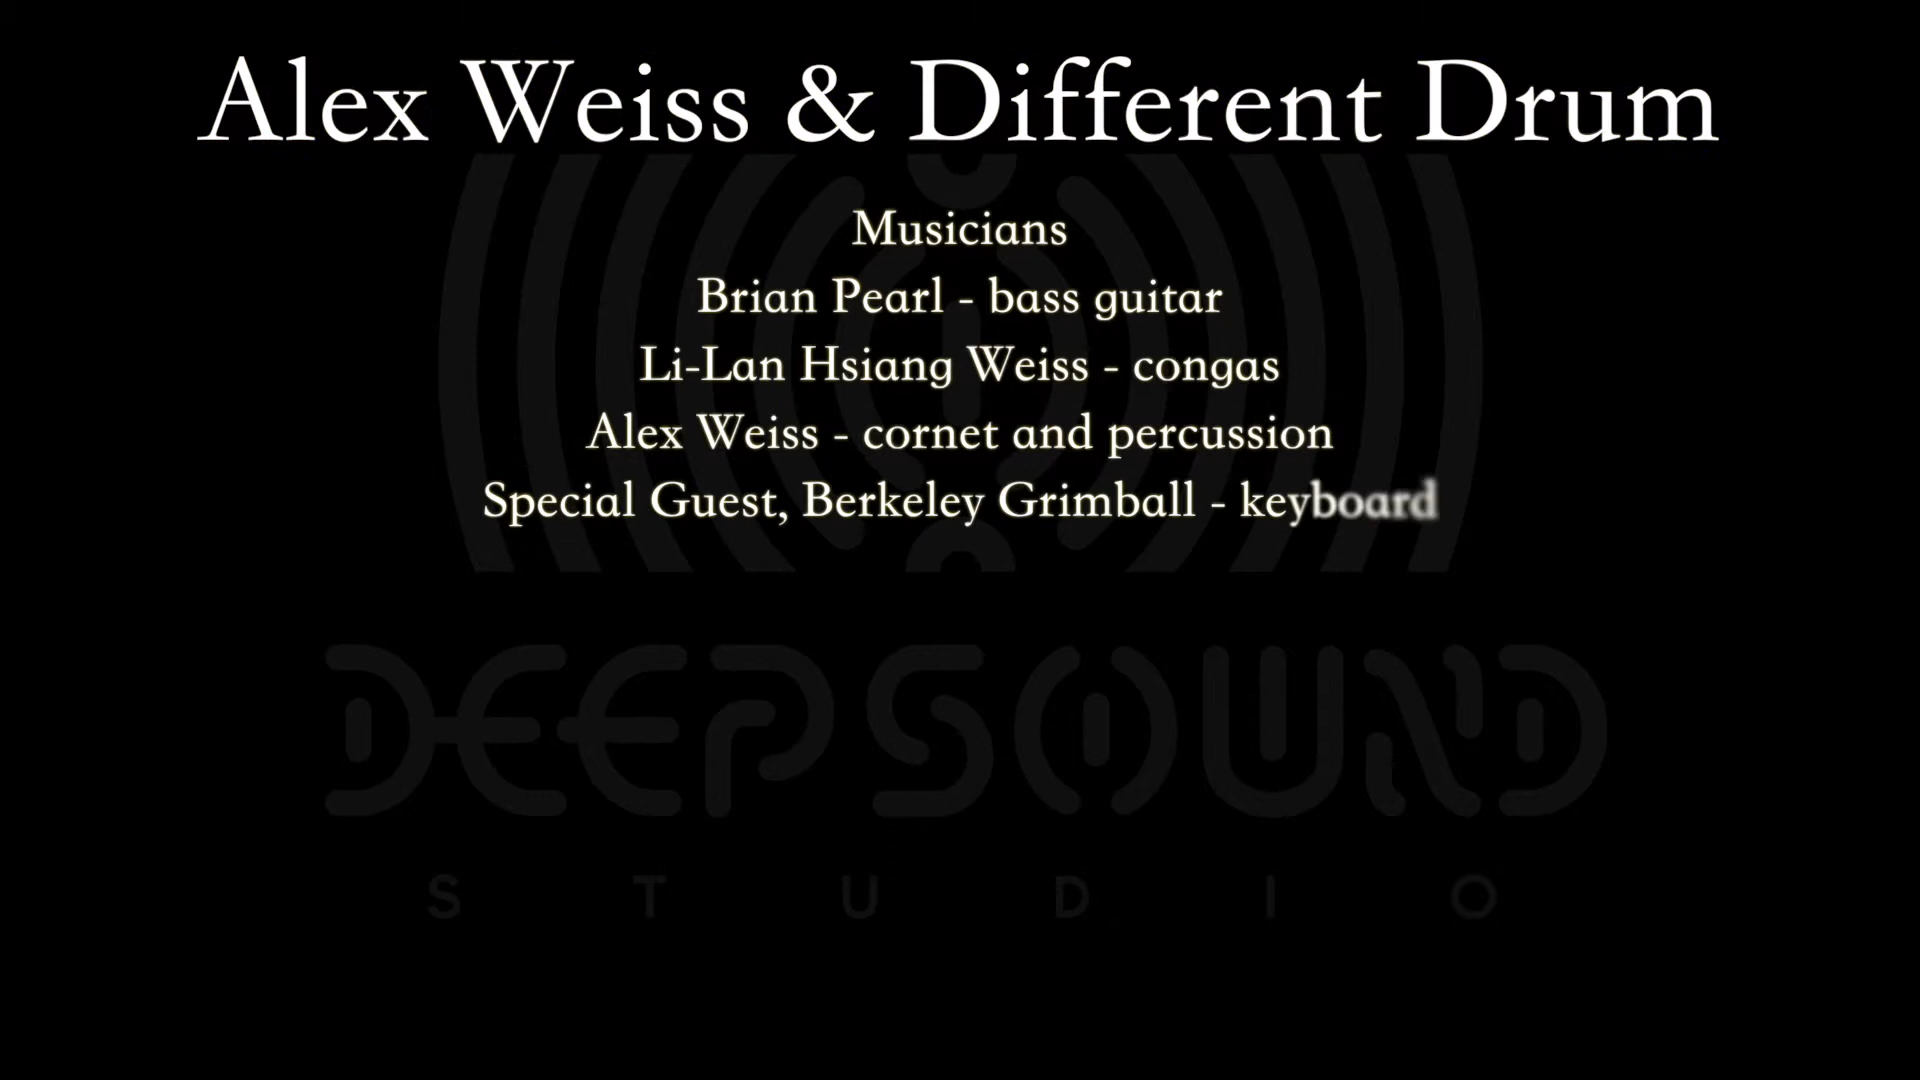 Alex Weiss & Different Drum
Musicians
Brian Pearl - bass guitar
Li-Lan Hsiang Weiss - congas
Alex Weiss - cornet and percussion
Special Guest, Berkeley Grimball - keyboard
DEEPSOUND
STUDIO